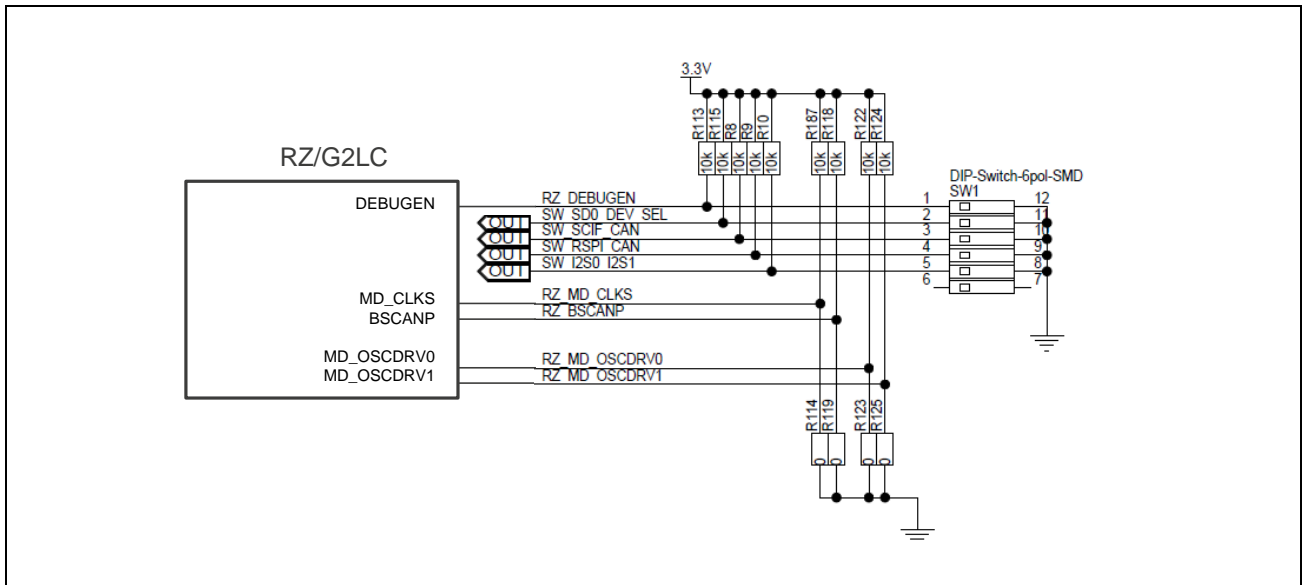 3.3V
R113
R115
R8
R9
R10
R187
R118
R122
R124
10k
10k
10k
10k
10k
10k
10k
10k
10k
RZ/G2LC
DIP-Switch-6pol-SMD
SW1
DEBUGEN
RZ_DEBUGEN
1
12
OUT
SW_SD0_DEV_SEL
2
11
OUT
SW_SCIF_CAN
3
10
OUT
SW_RSPI_CAN
4
9
OUT
SW_I2S0_I2S1
5
8
6
7
MD_CLKS
RZ_MD_CLKS
BSCANP
RZ_BSCANP
MD_OSCDRV0
RZ_MD_OSCDRV0
MD_OSCDRV1
RZ_MD_OSCDRV1
R114
R119
R123
R125
0
0
0
0